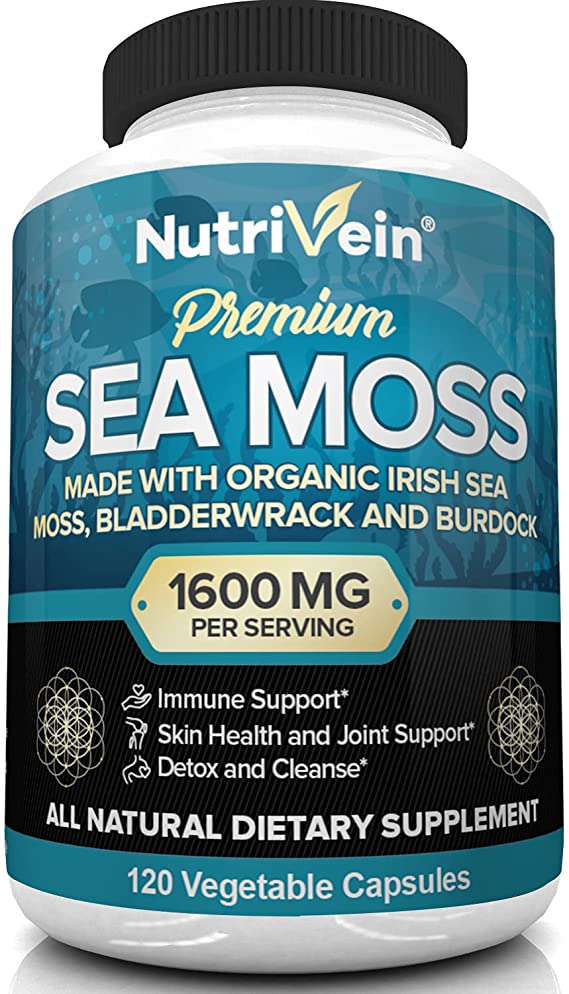 NutriVein®
Premium
SEA MOSS
MADE WITH ORGANIC IRISH SEA
MOSS, BLADDERWRACK AND BURDOCK
1600 MG
PER SERVING
Immune Support*
Skin Health and Joint Support*
Detox and Cleanse*
ALL NATURAL DIETARY SUPPLEMENT
120 Vegetable Capsules